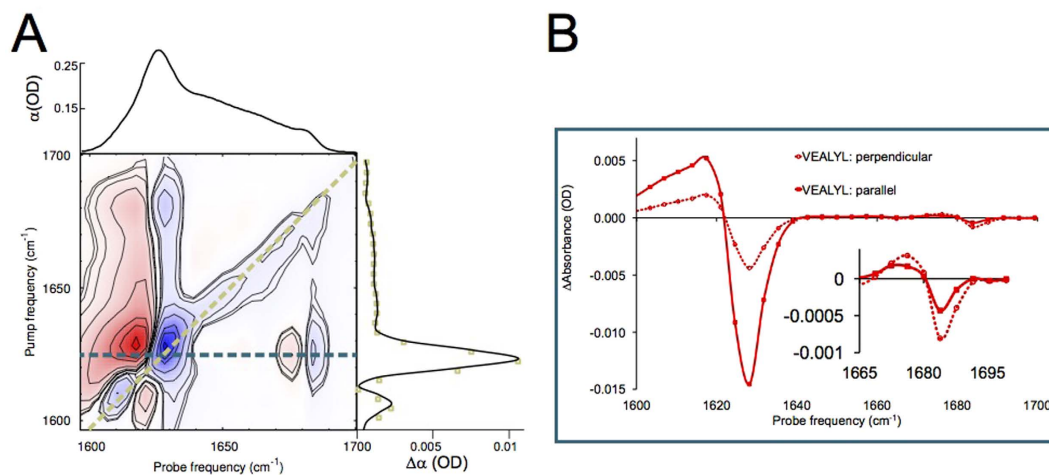 A
B
α(OD)
0.25
0.15
1700
1650
1600
Pump frequency (cm⁻¹)
1600
1650
1700
Probe frequency (cm⁻¹)
0.005
0.01
Δα (OD)
0.005
0.000
-0.005
-0.010
-0.015
ΔAbsorbance (OD)
VEALYL: perpendicular
VEALYL: parallel
0
-0.0005
-0.001
1665
1680
1695
1600
1620
1640
1660
1680
1700
Probe frequency (cm⁻¹)